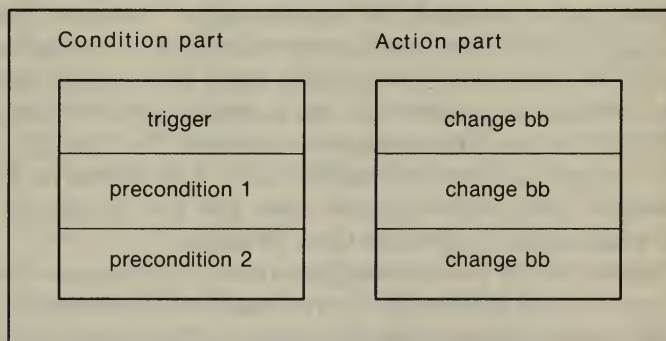 Condition part
Action part
trigger
change bb
precondition 1
change bb
precondition 2
change bb